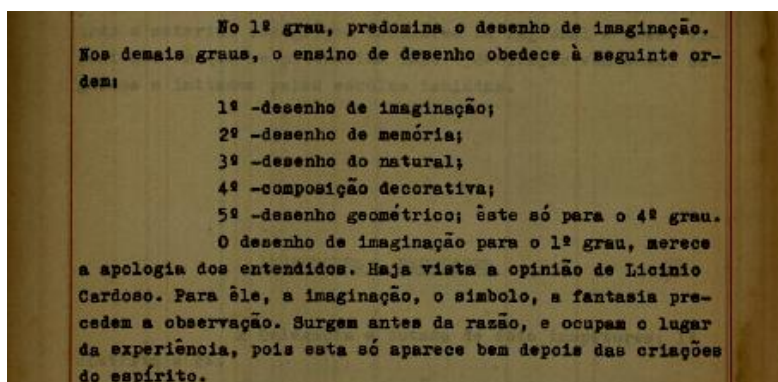 No 1º grau, predomina o desenho de imaginação.
Nos demais graus, o ensino de desenho obedece à seguinte or-
dem:
1º -desenho de imaginação;
2º -desenho de memória;
3º -desenho do natural;
4º -composição decorativa;
5º -desenho geométrico; êste só para o 4º grau.
O desenho de imaginação para o 1º grau, merece
a apologia dos entendidos. Haja vista a opinião de Licinio
Cardoso. Para êle, a imaginação, o simbolo, a fantasia pre-
cedem a observação. Surgem antes da razão, e ocupam o lugar
da experiência, pois esta só aparece bem depois das criações
do espírito.